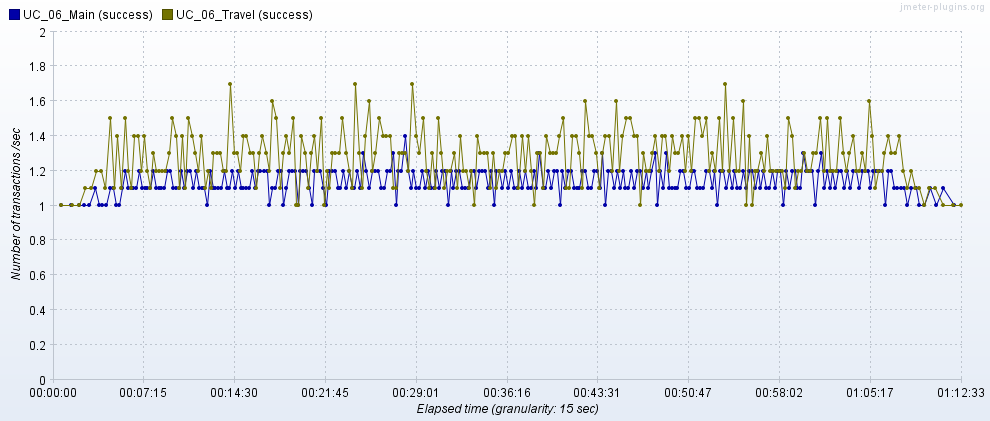 jmeter-plugins.org
UC_06_Main (success) UC_06_Travel (success)
2
1.8
1.6
1.4
1.2
1
0.8
0.6
0.4
0.2
0
Number of transactions/sec
00:00:00 00:07:15 00:14:30 00:21:45 00:29:01 00:36:16 00:43:31 00:50:47 00:58:02 01:05:17 01:12:33
Elapsed time (granularity: 15 sec)